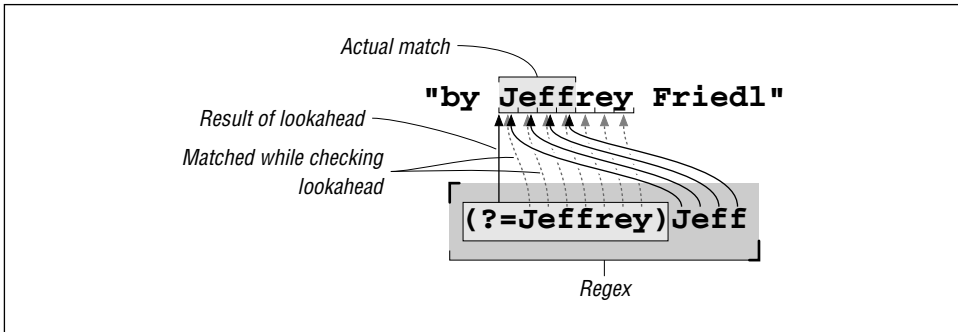 Actual match
"by Jeffrey Friedl"
Result of lookahead
Matched while checking
lookahead
(?=Jeffrey)Jeff
Regex